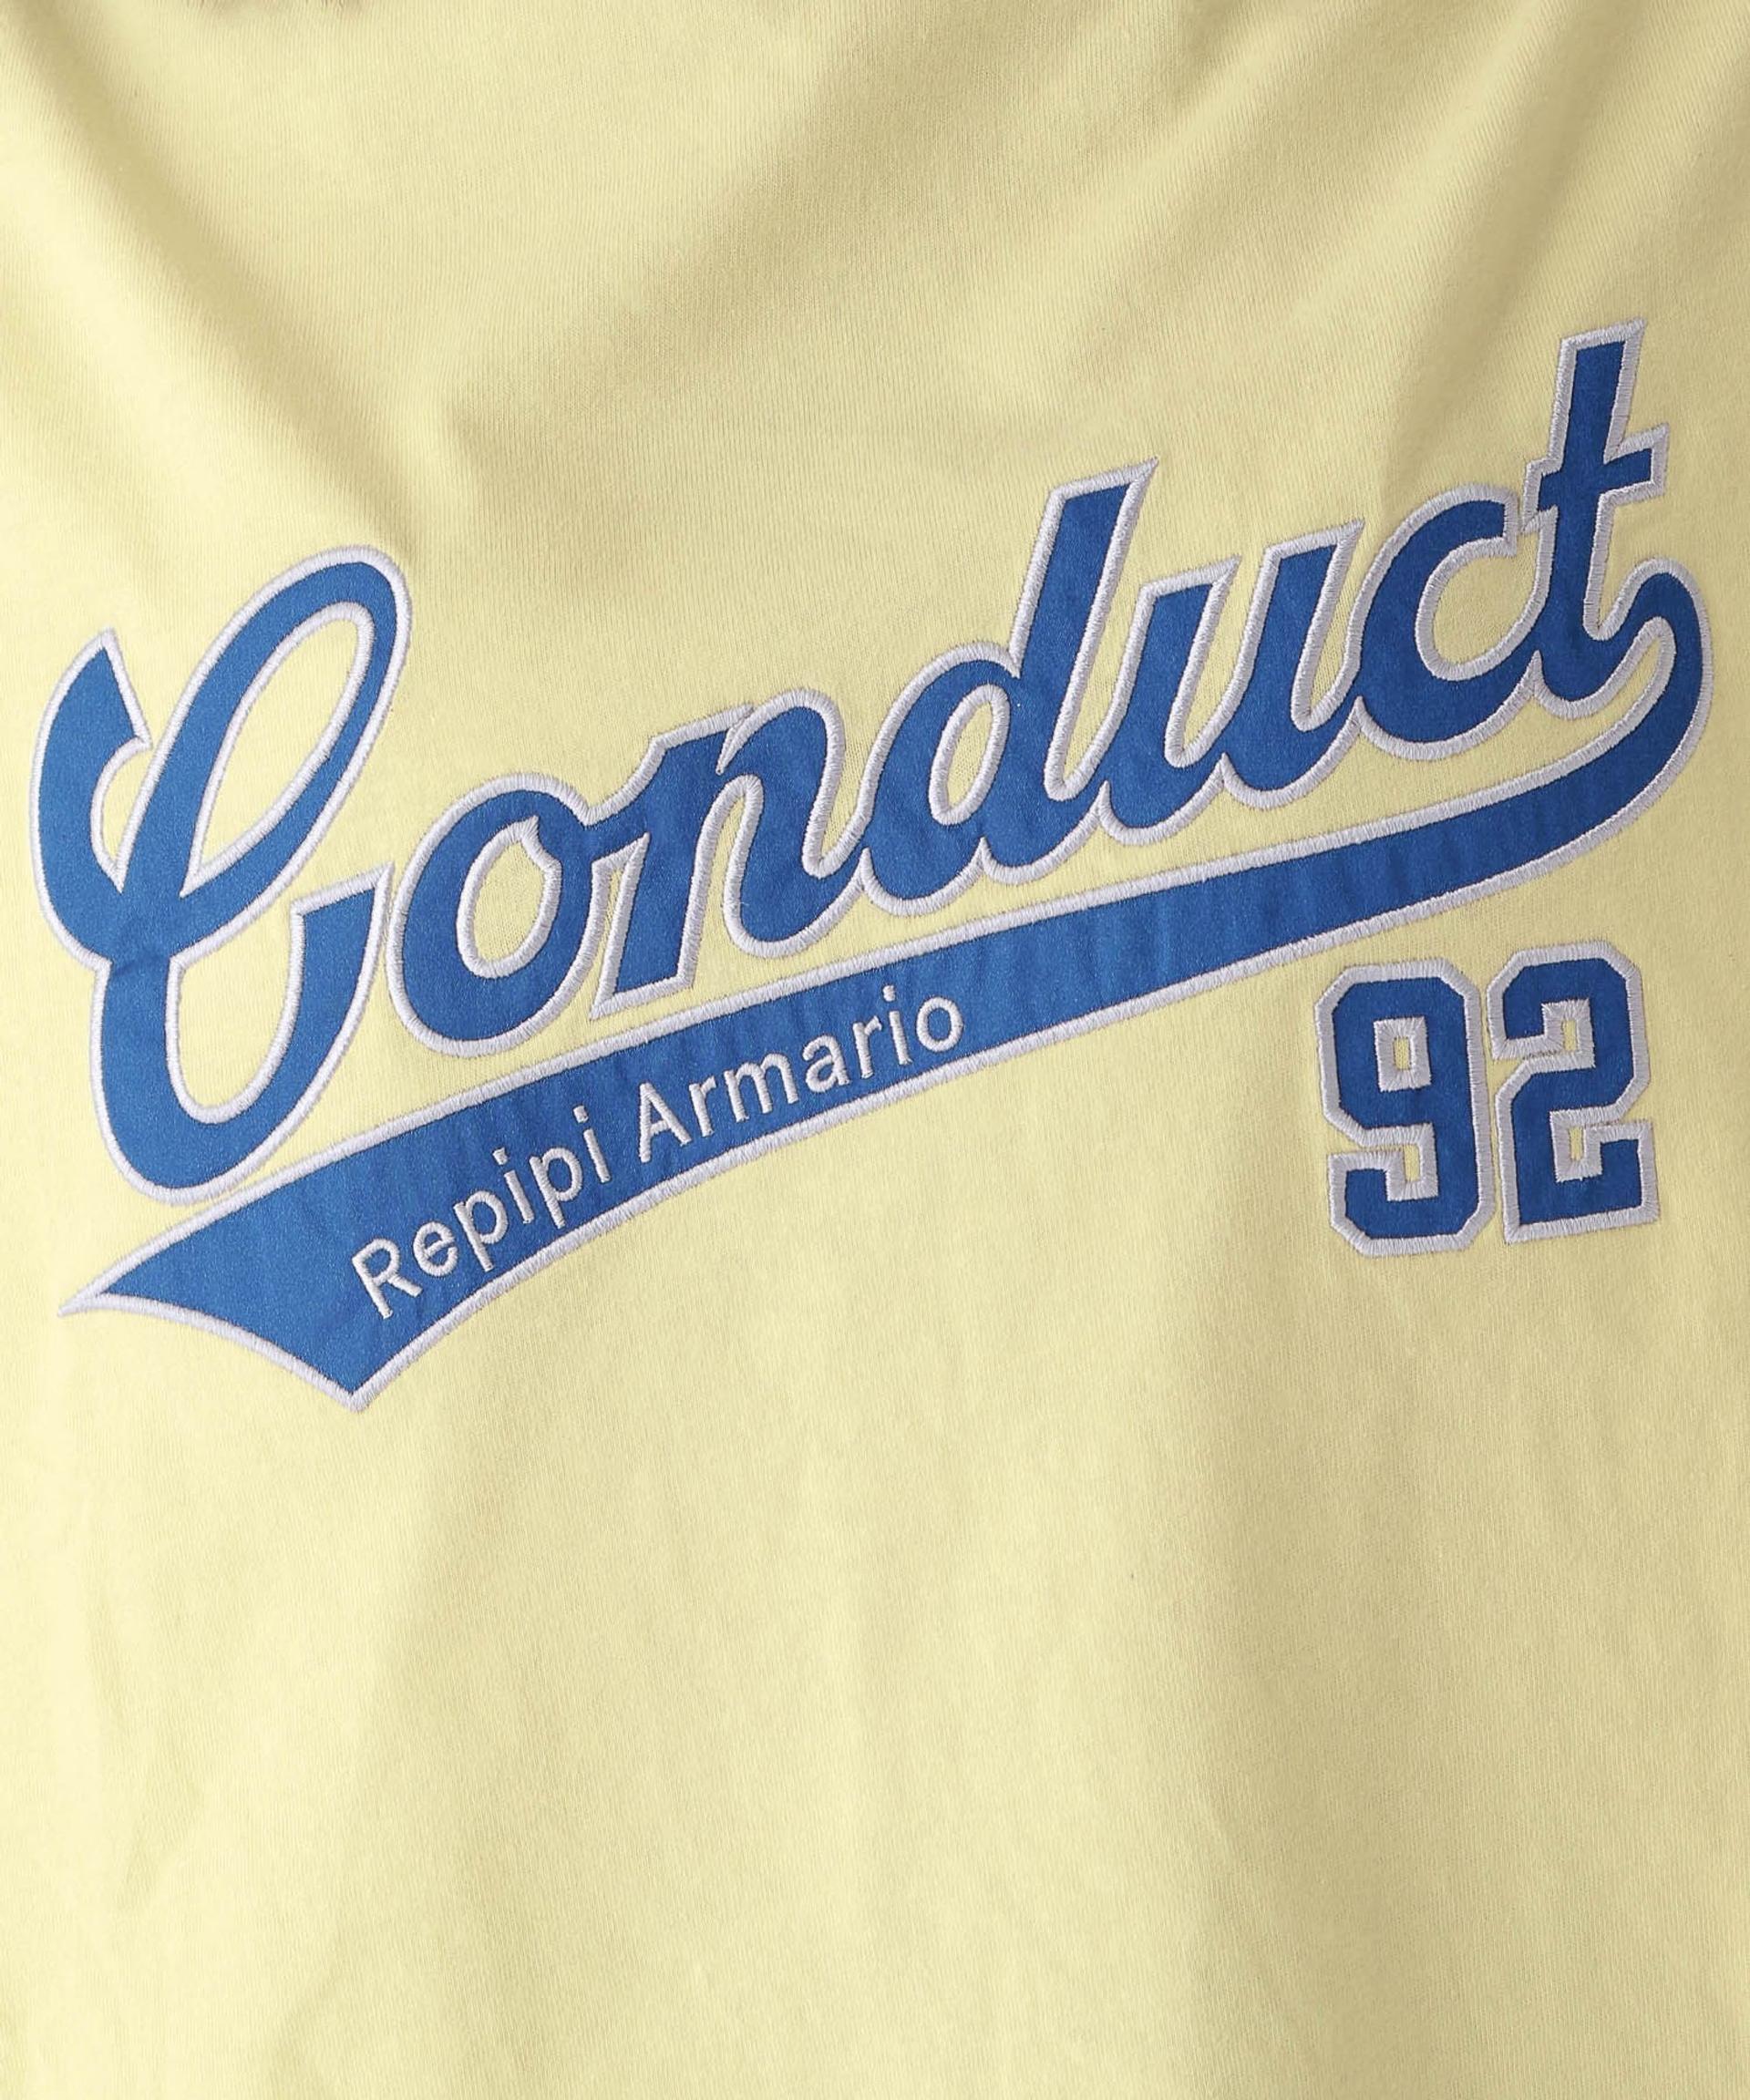 Conduct
Repipi Armario
92